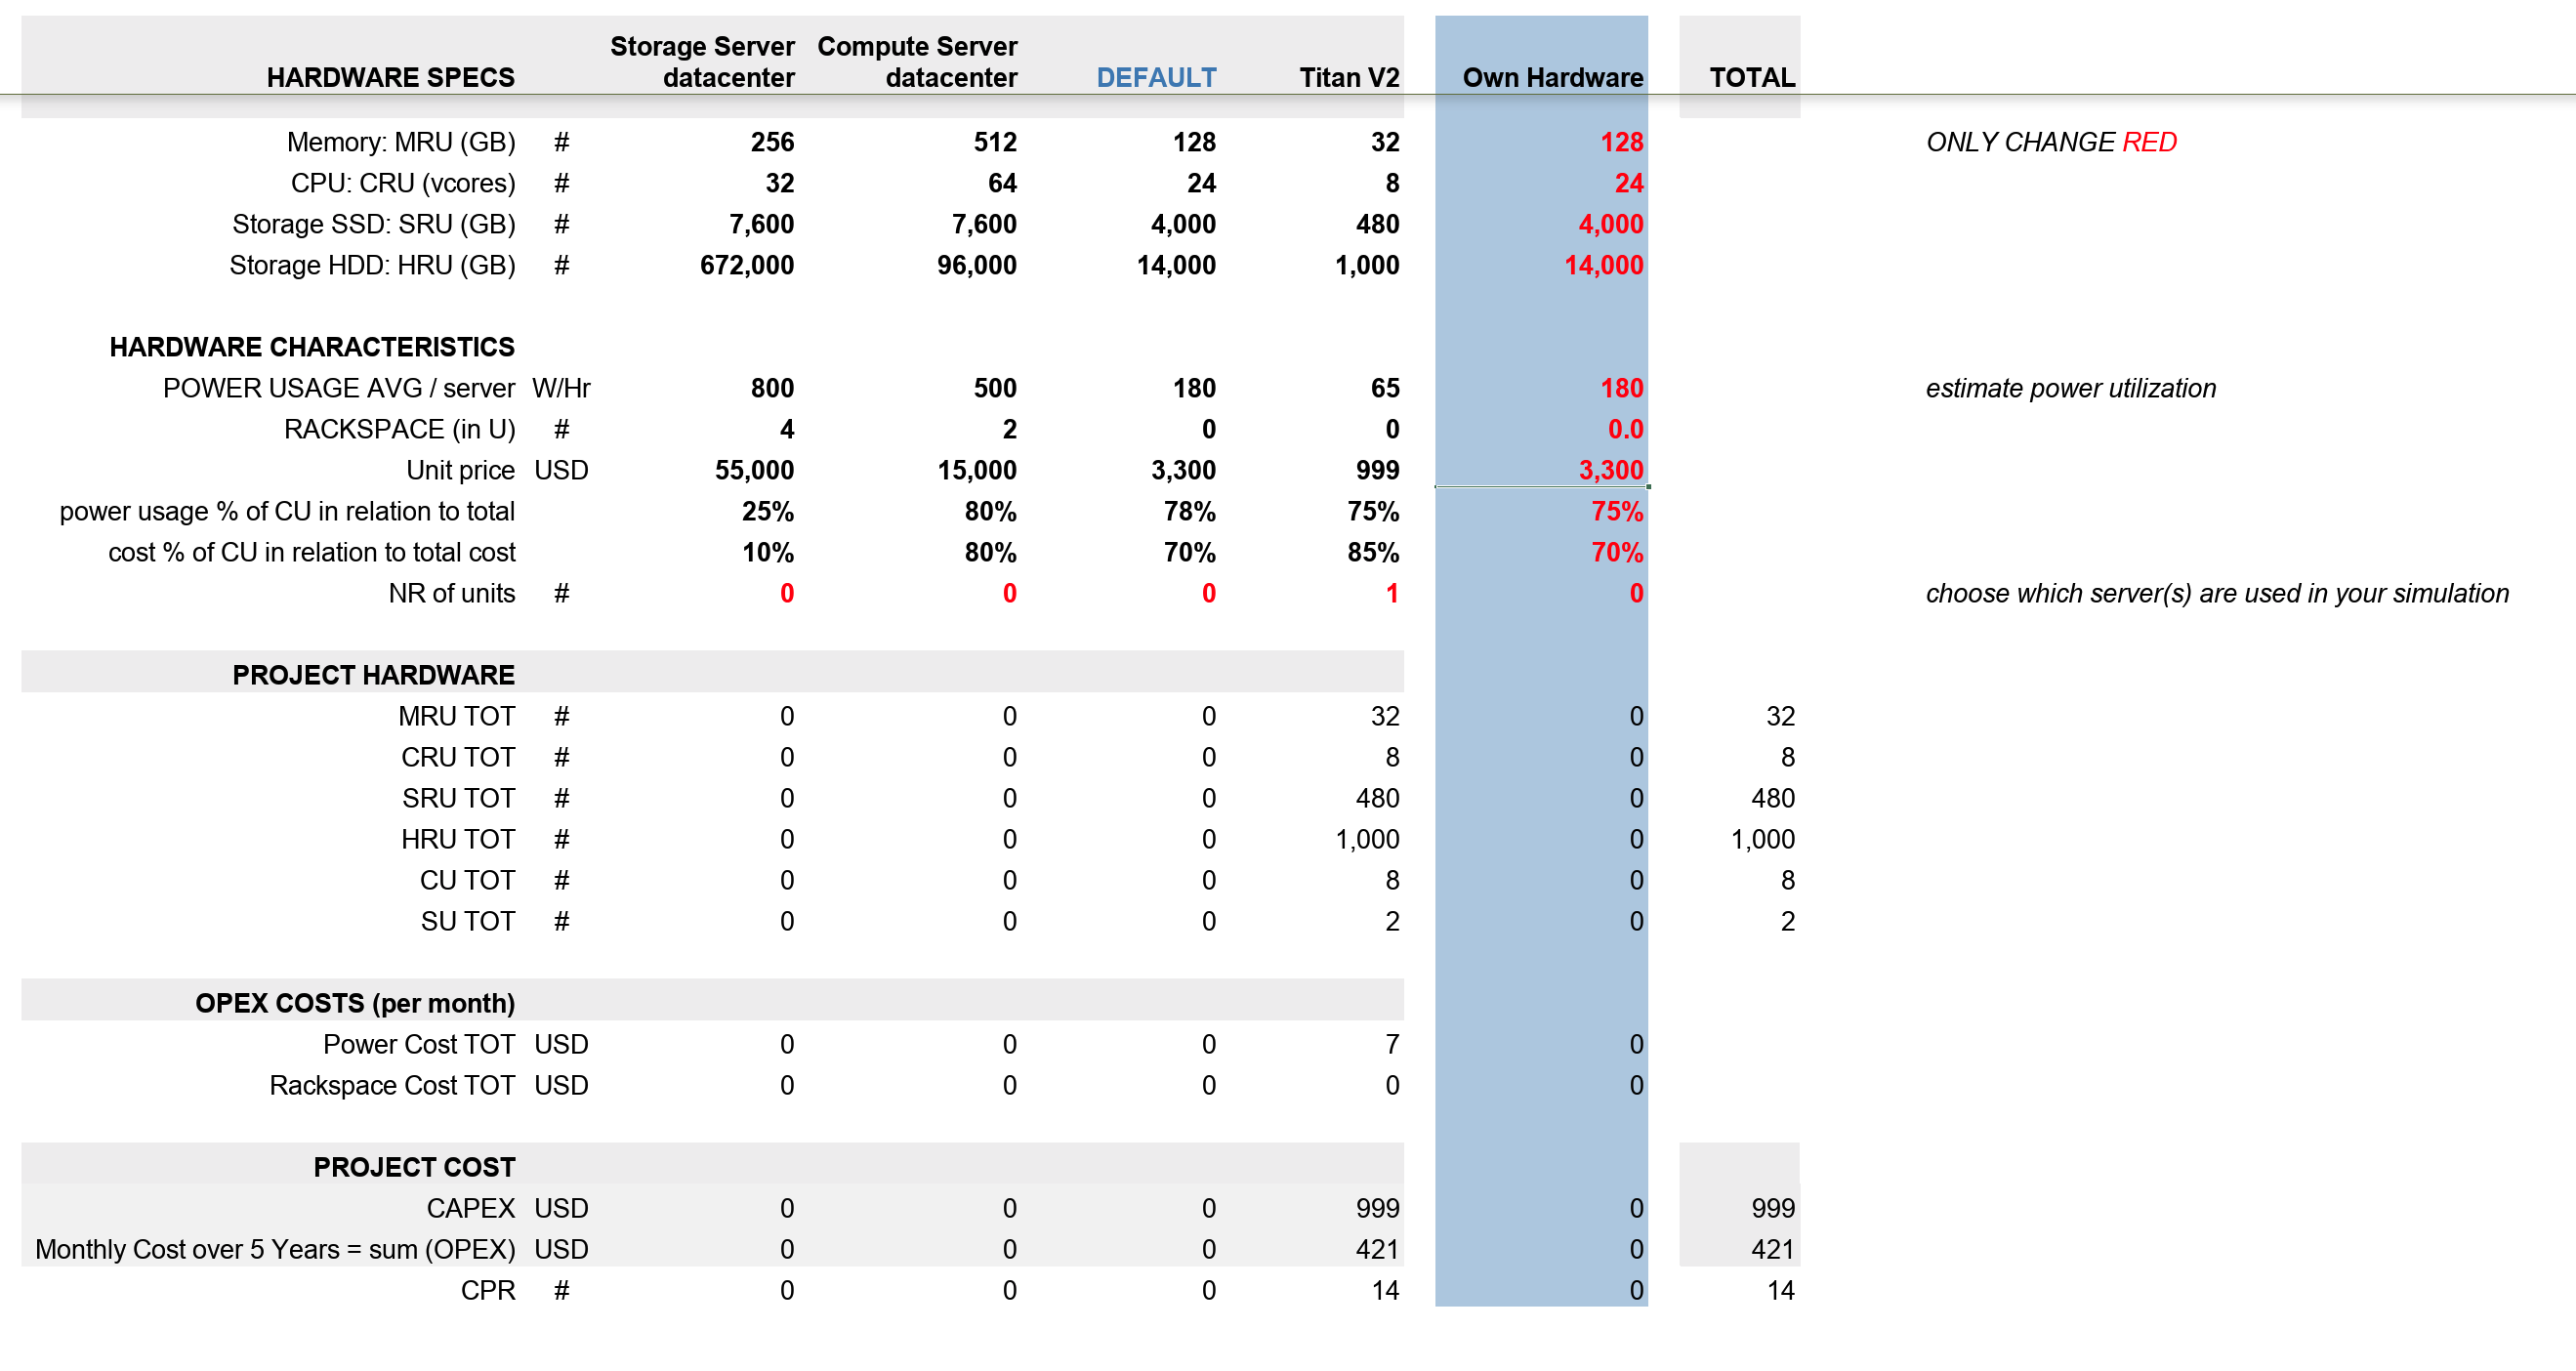 Storage Server Compute Server
HARDWARE SPECS datacenter datacenter DEFAULT Titan V2 Own Hardware TOTAL
Memory: MRU (GB) # 256 512 128 32 128 ONLY CHANGE RED
CPU: CRU (vcores) # 32 64 24 8 24
Storage SSD: SRU (GB) # 7,600 7,600 4,000 480 4,000
Storage HDD: HRU (GB) # 672,000 96,000 14,000 1,000 14,000
HARDWARE CHARACTERISTICS
POWER USAGE AVG / server W/Hr 800 500 180 65 180 estimate power utilization
RACKSPACE (in U) # 4 2 0 0 0.0
Unit price USD 55,000 15,000 3,300 999 3,300
power usage % of CU in relation to total 25% 80% 78% 75% 75%
cost % of CU in relation to total cost 10% 80% 70% 85% 70%
NR of units # 0 0 0 1 0 choose which server(s) are used in your simulation
PROJECT HARDWARE
MRU TOT # 0 0 0 32 0 32
CRU TOT # 0 0 0 8 0 8
SRU TOT # 0 0 0 480 0 480
HRU TOT # 0 0 0 1,000 0 1,000
CU TOT # 0 0 0 8 0 8
SU TOT # 0 0 0 2 0 2
OPEX COSTS (per month)
Power Cost TOT USD 0 0 0 7 0
Rackspace Cost TOT USD 0 0 0 0 0
PROJECT COST
CAPEX USD 0 0 0 999 0 999
Monthly Cost over 5 Years = sum (OPEX) USD 0 0 0 421 0 421
CPR # 0 0 0 14 0 14